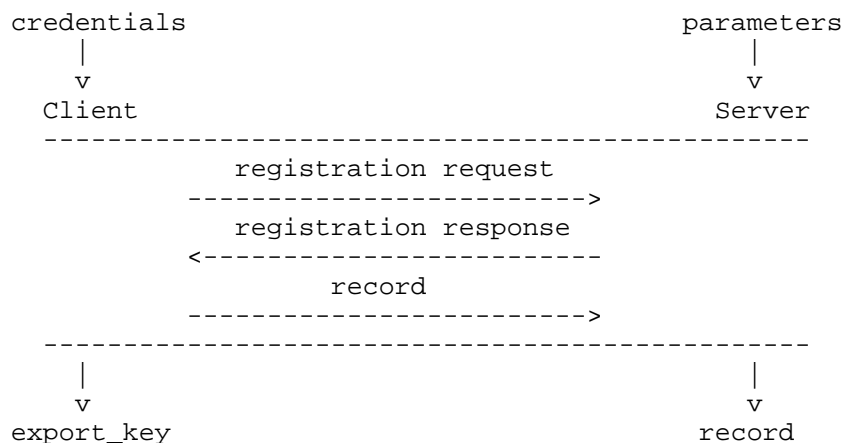 credentials parameters
| |
v v
Client Server
------------------------------------------------
registration request
------------------------->
registration response
<-------------------------
record
------------------------->
------------------------------------------------
| |
v v
export_key record